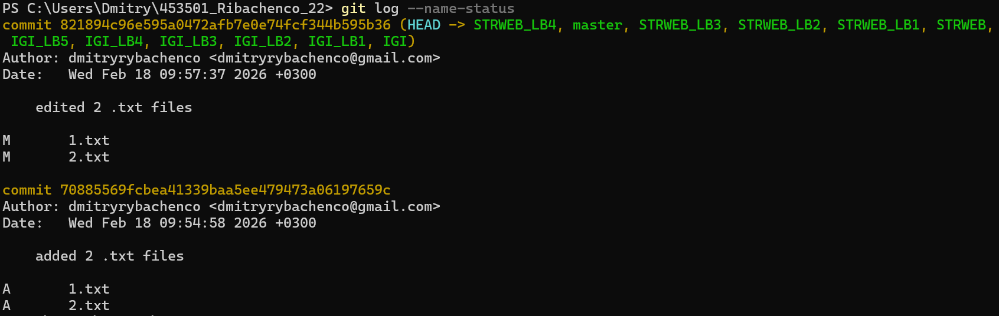 PS C:\Users\Dmitry\453501_Ribachenco_22> git log --name-status
commit 821894c96e595a0472afb7e0e74fcf344b595b36 (HEAD -> STRWEB_LB4, master, STRWEB_LB3, STRWEB_LB2, STRWEB_LB1, STRWEB,
IGI_LB5, IGI_LB4, IGI_LB3, IGI_LB2, IGI_LB1, IGI)
Author: dmitryrybachenco <dmitryrybachenco@gmail.com>
Date:   Wed Feb 18 09:57:37 2026 +0300
edited 2 .txt files
M       1.txt
M       2.txt
commit 70885569fcbea41339baa5ee479473a06197659c
Author: dmitryrybachenco <dmitryrybachenco@gmail.com>
Date:   Wed Feb 18 09:54:58 2026 +0300
added 2 .txt files
A       1.txt
A       2.txt